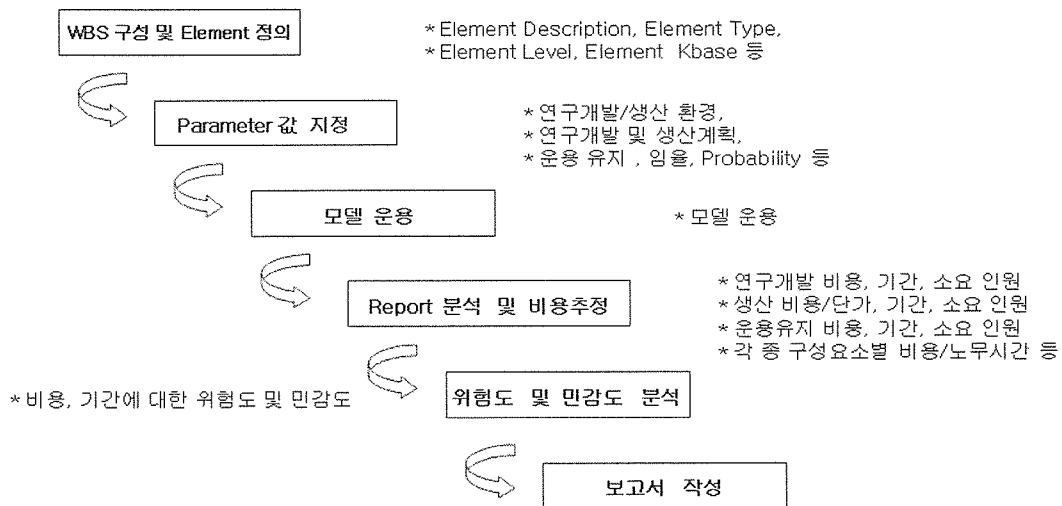 WBS 구성 및 Element 정의
* Element Description, Element Type,
* Element Level, Element Kbase 등
Parameter 값 지정
* 연구개발/생산 환경,
* 연구개발 및 생산계획,
* 운용 유지 , 임율, Probability 등
모델 운용
* 모델 운용
Report 분석 및 비용추정
* 연구개발 비용, 기간, 소요 인원
* 생산 비용/단가, 기간, 소요 인원
* 운용유지 비용, 기간, 소요 인원
* 각 종 구성요소별 비용/노무시간 등
* 비용, 기간에 대한 위험도 및 민감도
위험도 및 민감도 분석
보고서 작성